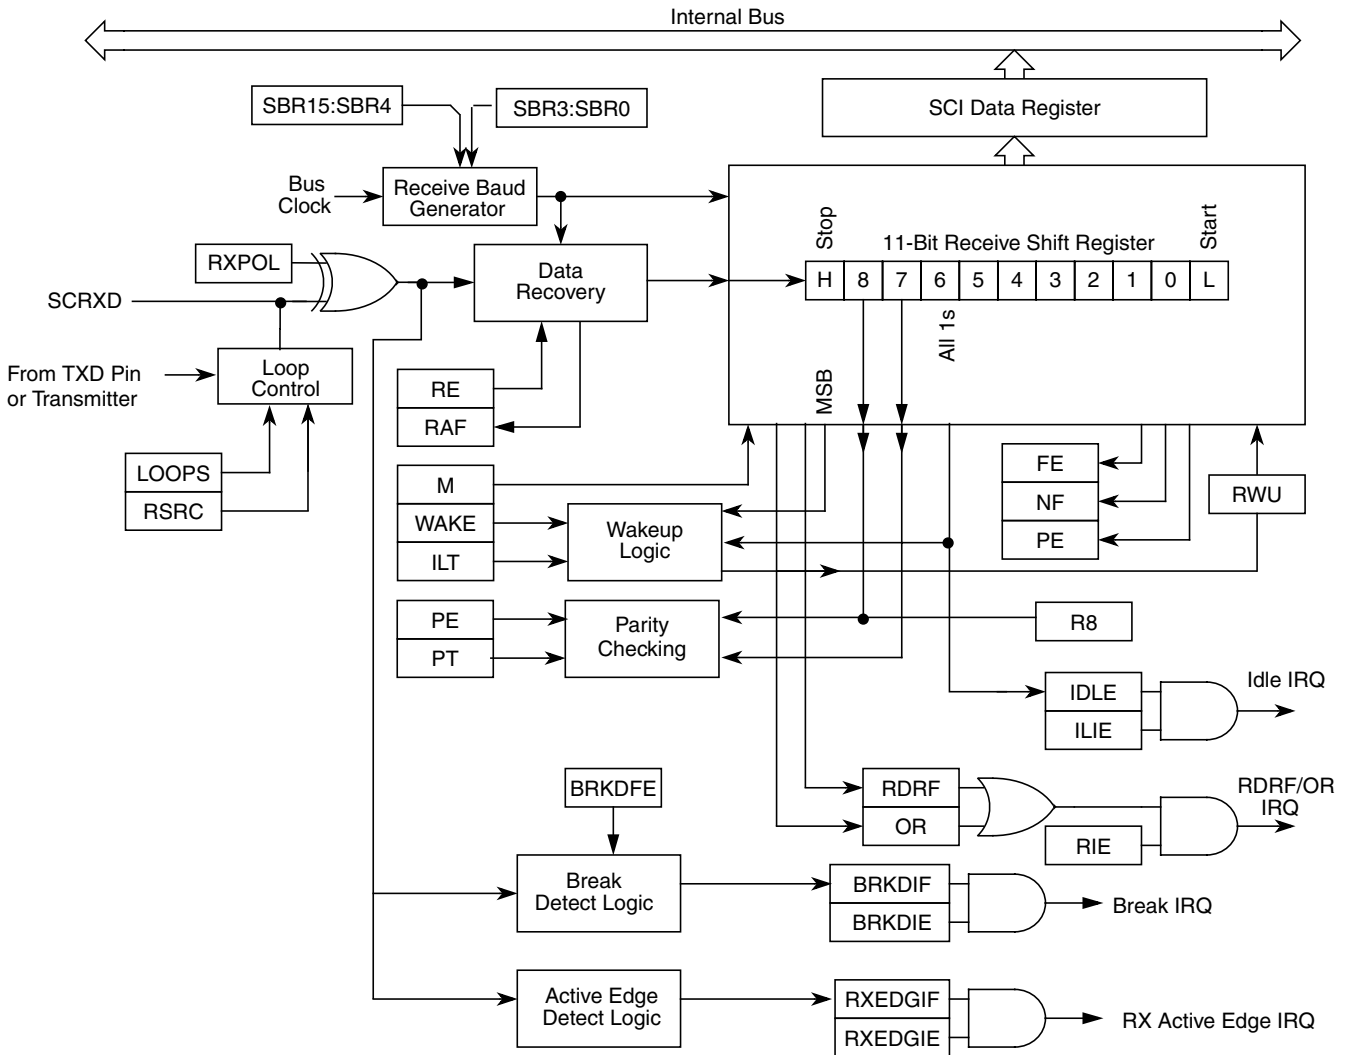 Internal Bus
SBR15:SBR4
SBR3:SBR0
SCI Data Register
Bus
Clock
Receive Baud
Generator
Stop
11-Bit Receive Shift Register
Start
RXPOL
Data
Recovery
H 8 7 6 5 4 3 2 1 0 L
SCRXD
All 1s
From TXD Pin
or Transmitter
Loop
Control
RE
RAF
MSB
LOOPS
RSRC
M
WAKE
ILT
Wakeup
Logic
FE
NF
PE
RWU
PE
PT
Parity
Checking
R8
IDLE
ILIE
Idle IRQ
BRKDFE
RDRF
OR
RIE
RDRF/OR
IRQ
Break
Detect Logic
BRKDIF
BRKDIE
Break IRQ
Active Edge
Detect Logic
RXEDGIF
RXEDGIE
RX Active Edge IRQ